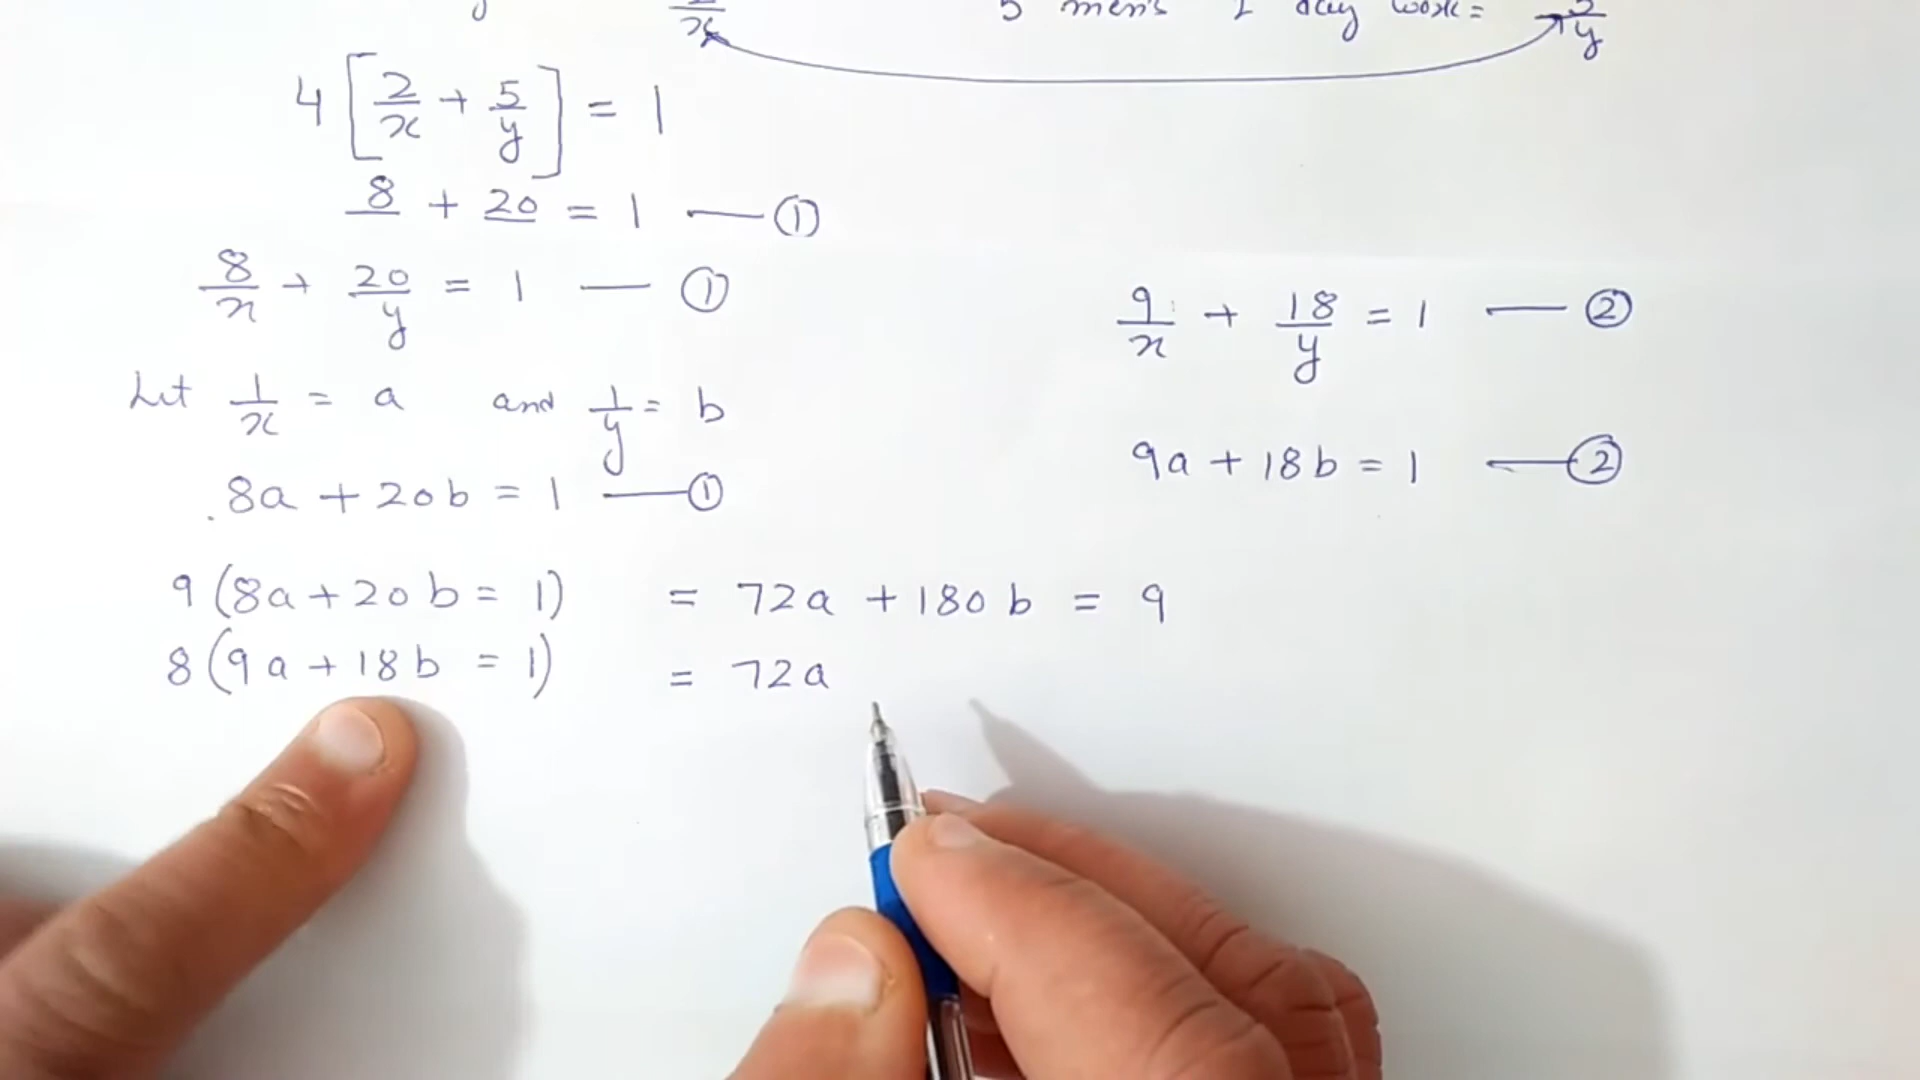 y 2/x 5 men's 1 day work = 5/y
4[2/x + 5/y] = 1
8 + 20 = 1 — ①
8/x + 20/y = 1 — ①
9/x + 18/y = 1 — ②
Let 1/x = a and 1/y = b
9a + 18b = 1 — ②
8a + 20b = 1 — ①
9(8a + 20b = 1) = 72a + 180b = 9
8(9a + 18b = 1) = 72a